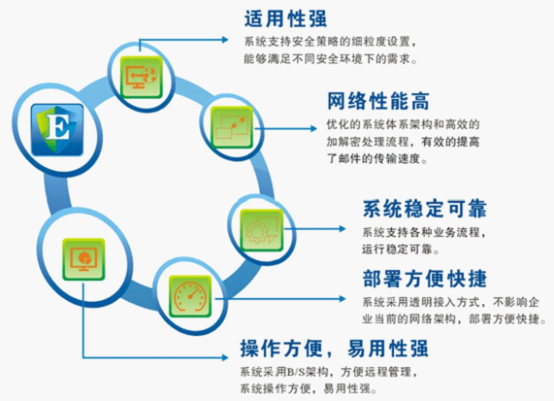 适用性强
系统支持安全策略的细粒度设置，
能够满足不同安全环境下的需求。
E
网络性能高
优化的系统体系架构和高效的
加解密处理流程，有效的提高
了邮件的传输速度。
系统稳定可靠
系统支持各种业务流程，
运行稳定可靠。
部署方便快捷
系统采用透明接入方式，不影响企
业当前的网络架构，部署方便快捷。
操作方便，易用性强
系统采用B/S架构，方便远程管理，
系统操作方便，易用性强。